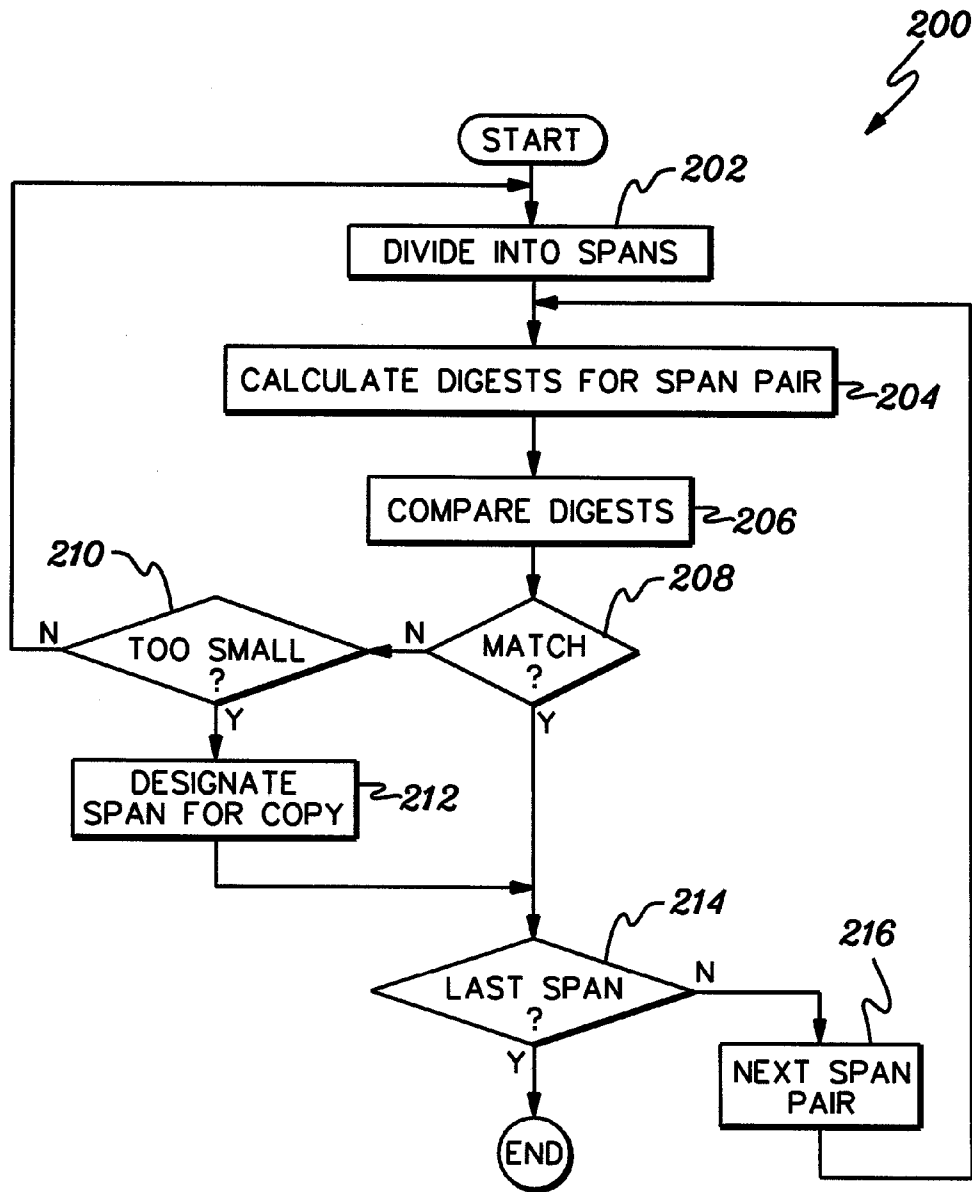 200
START
202
DIVIDE INTO SPANS
CALCULATE DIGESTS FOR SPAN PAIR
204
COMPARE DIGESTS
206
210
208
N
TOO SMALL
?
N
MATCH
?
Y
Y
DESIGNATE
SPAN FOR COPY
212
214
216
LAST SPAN
?
N
Y
NEXT SPAN
PAIR
END